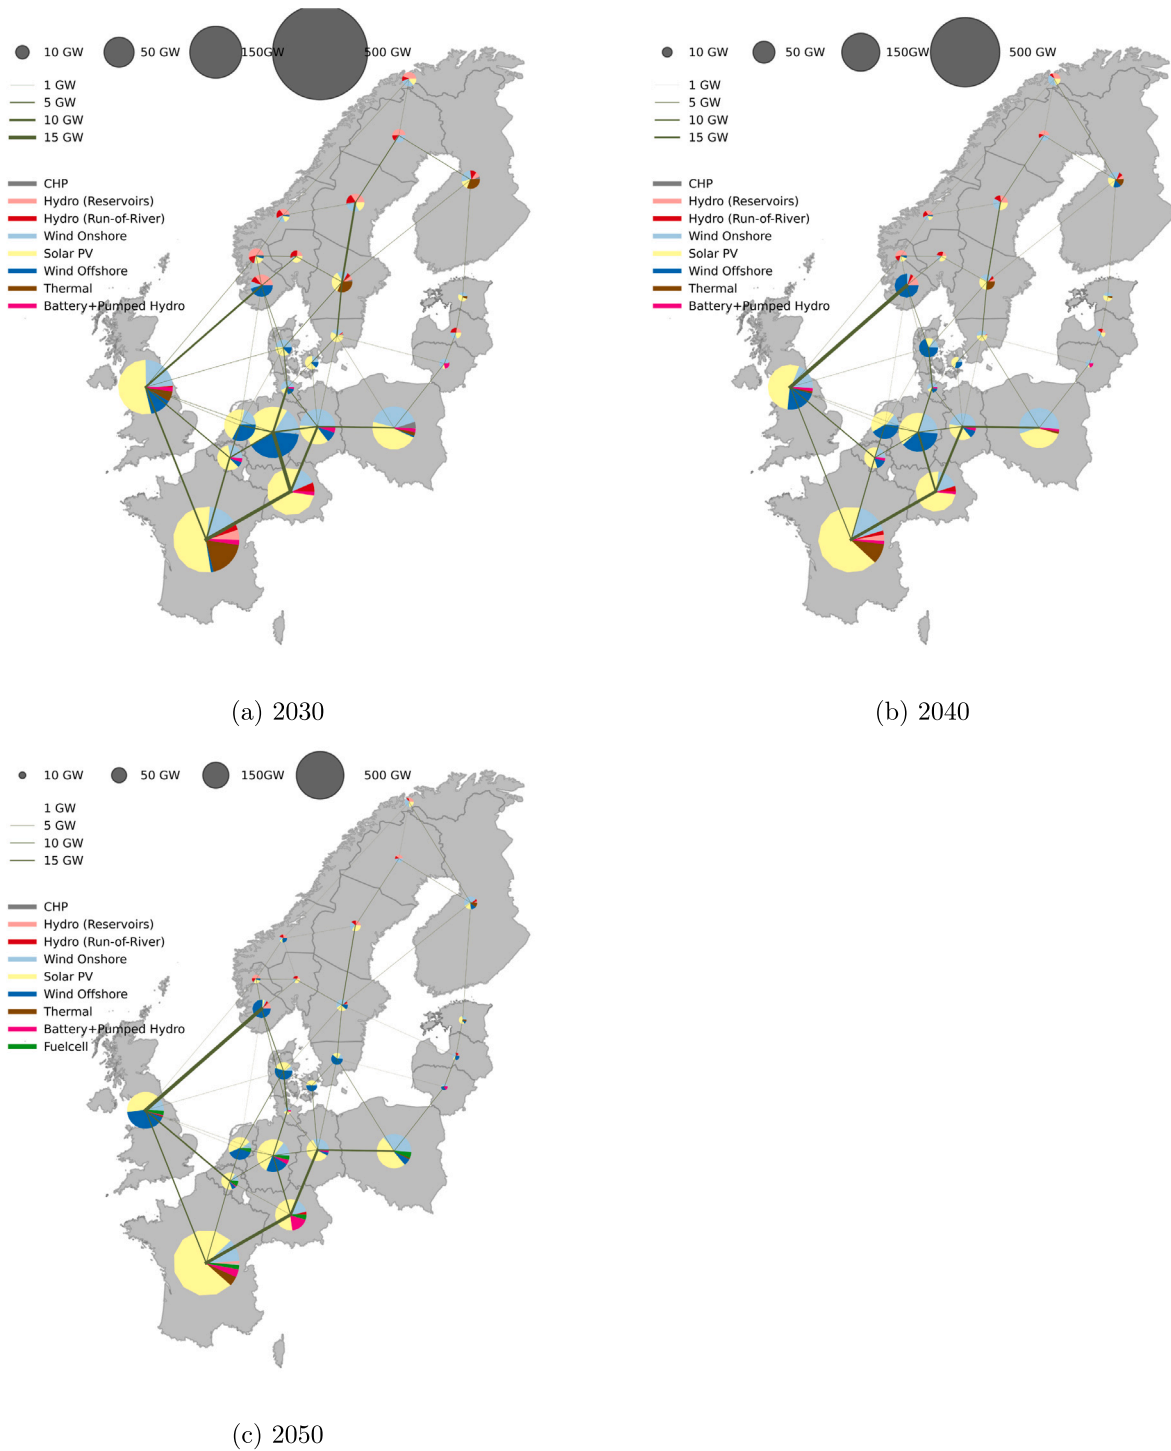 10 GW 50 GW 150GW 500 GW
1 GW
5 GW
10 GW
15 GW
CHP
Hydro (Reservoirs)
Hydro (Run-of-River)
Wind Onshore
Solar PV
Wind Offshore
Thermal
Battery+Pumped Hydro
(a) 2030
10 GW 50 GW 150GW 500 GW
1 GW
5 GW
10 GW
15 GW
CHP
Hydro (Reservoirs)
Hydro (Run-of-River)
Wind Onshore
Solar PV
Wind Offshore
Thermal
Battery+Pumped Hydro
(b) 2040
10 GW 50 GW 150GW 500 GW
1 GW
5 GW
10 GW
15 GW
CHP
Hydro (Reservoirs)
Hydro (Run-of-River)
Wind Onshore
Solar PV
Wind Offshore
Thermal
Battery+Pumped Hydro
Fuelcell
(c) 2050